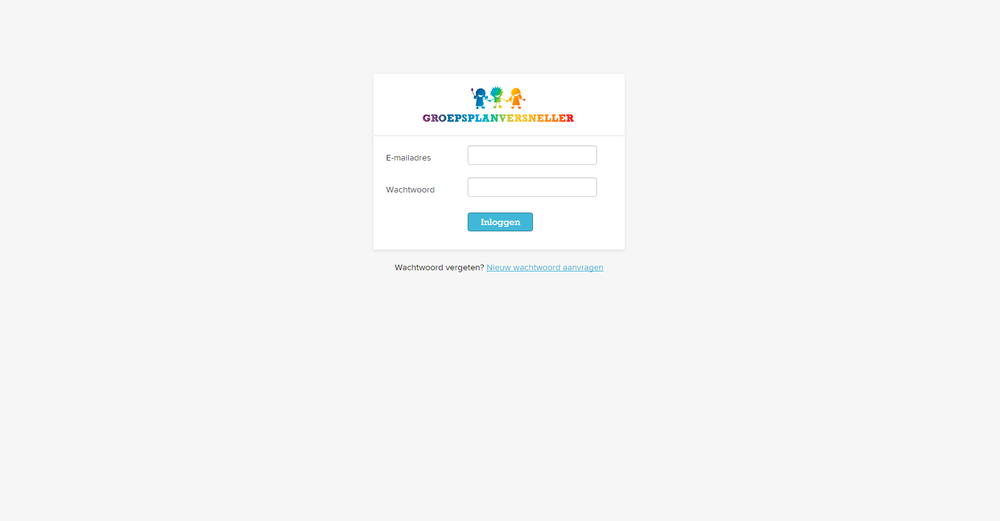 GROEPSPLANVERSNELLER
E-mailadres
Wachtwoord
Inloggen
Wachtwoord vergeten? Nieuw wachtwoord aanvragen